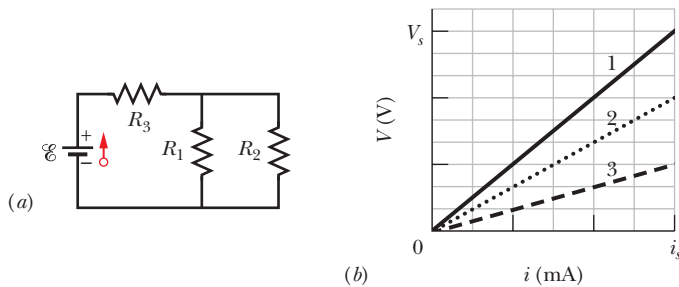 (a)
ℰ
+
−
R₃
R₁
R₂
(b)
V (V)
Vₛ
1
2
3
0
iₛ
i (mA)